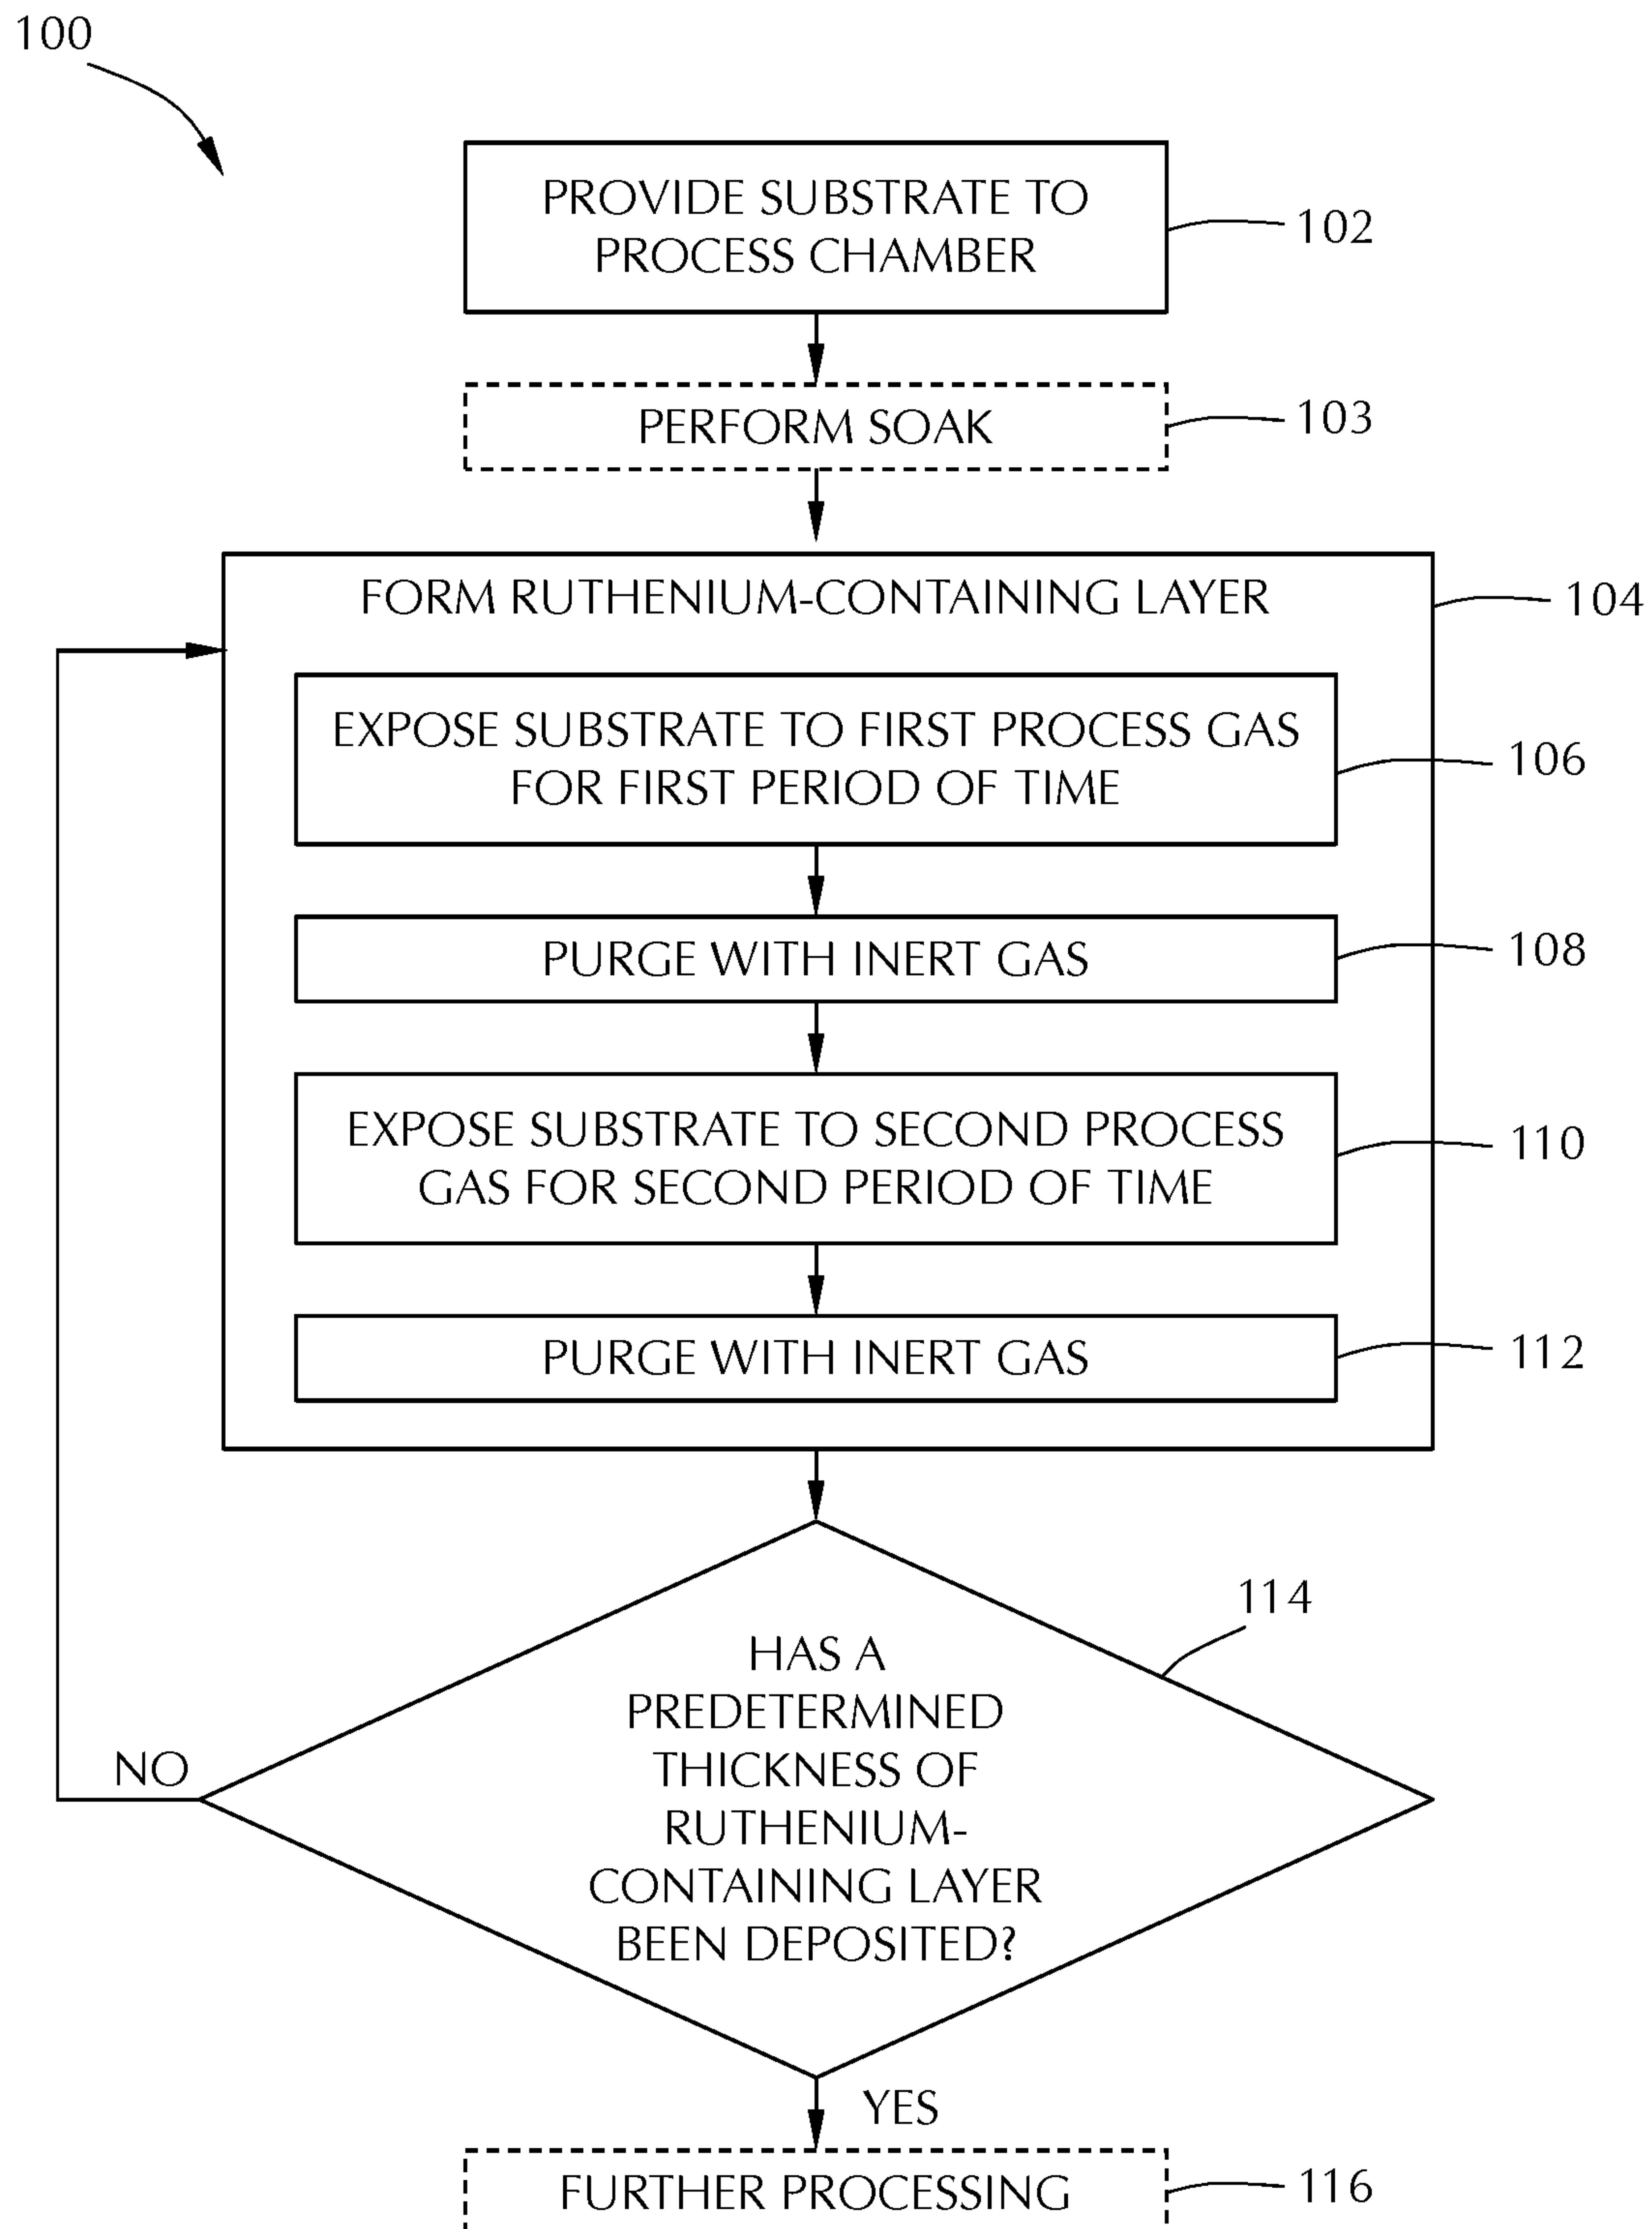 100
PROVIDE SUBSTRATE TO
PROCESS CHAMBER
102
PERFORM SOAK
103
FORM RUTHENIUM-CONTAINING LAYER
104
EXPOSE SUBSTRATE TO FIRST PROCESS GAS
FOR FIRST PERIOD OF TIME
106
PURGE WITH INERT GAS
108
EXPOSE SUBSTRATE TO SECOND PROCESS
GAS FOR SECOND PERIOD OF TIME
110
PURGE WITH INERT GAS
112
114
HAS A
PREDETERMINED
THICKNESS OF
RUTHENIUM-
CONTAINING LAYER
BEEN DEPOSITED?
NO
YES
FURTHER PROCESSING
116